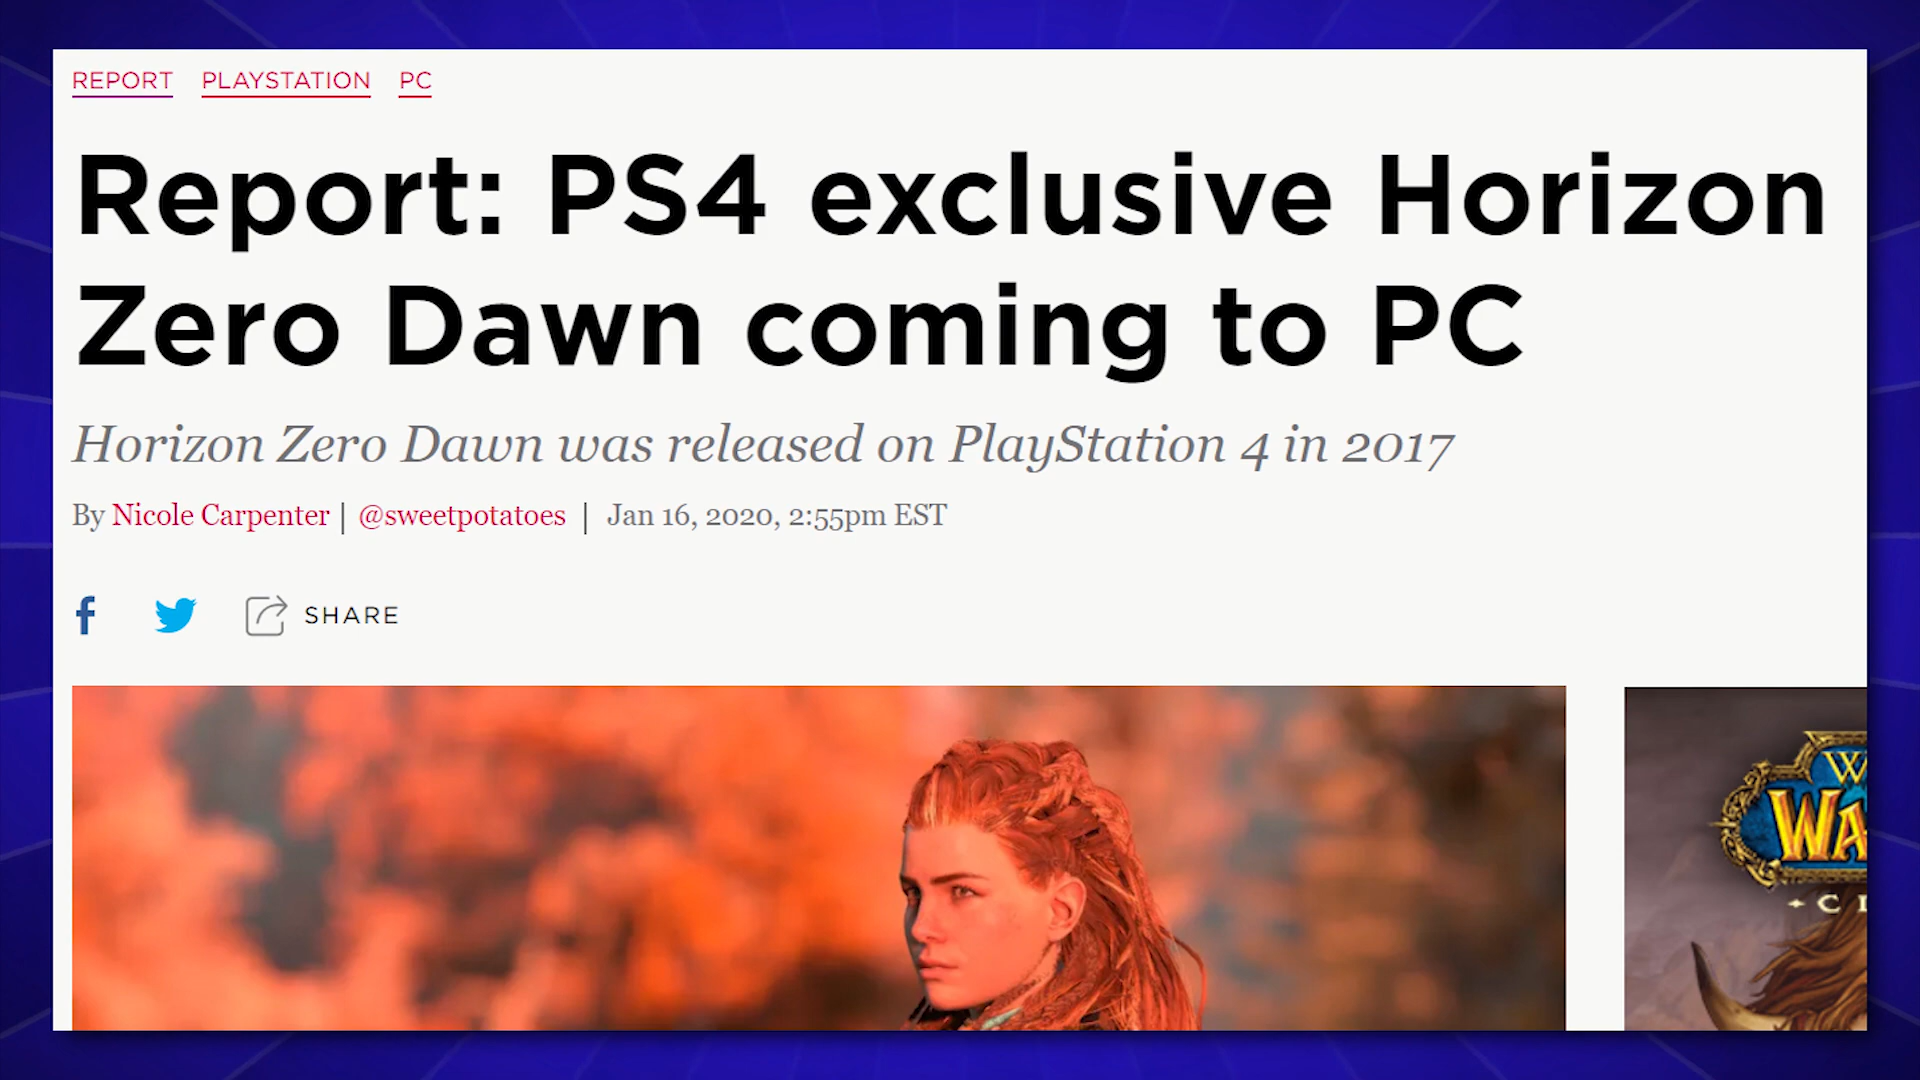 REPORT PLAYSTATION PC
Report: PS4 exclusive Horizon
Zero Dawn coming to PC
Horizon Zero Dawn was released on PlayStation 4 in 2017
By Nicole Carpenter | @sweetpotatoes | Jan 16, 2020, 2:55pm EST
f SHARE